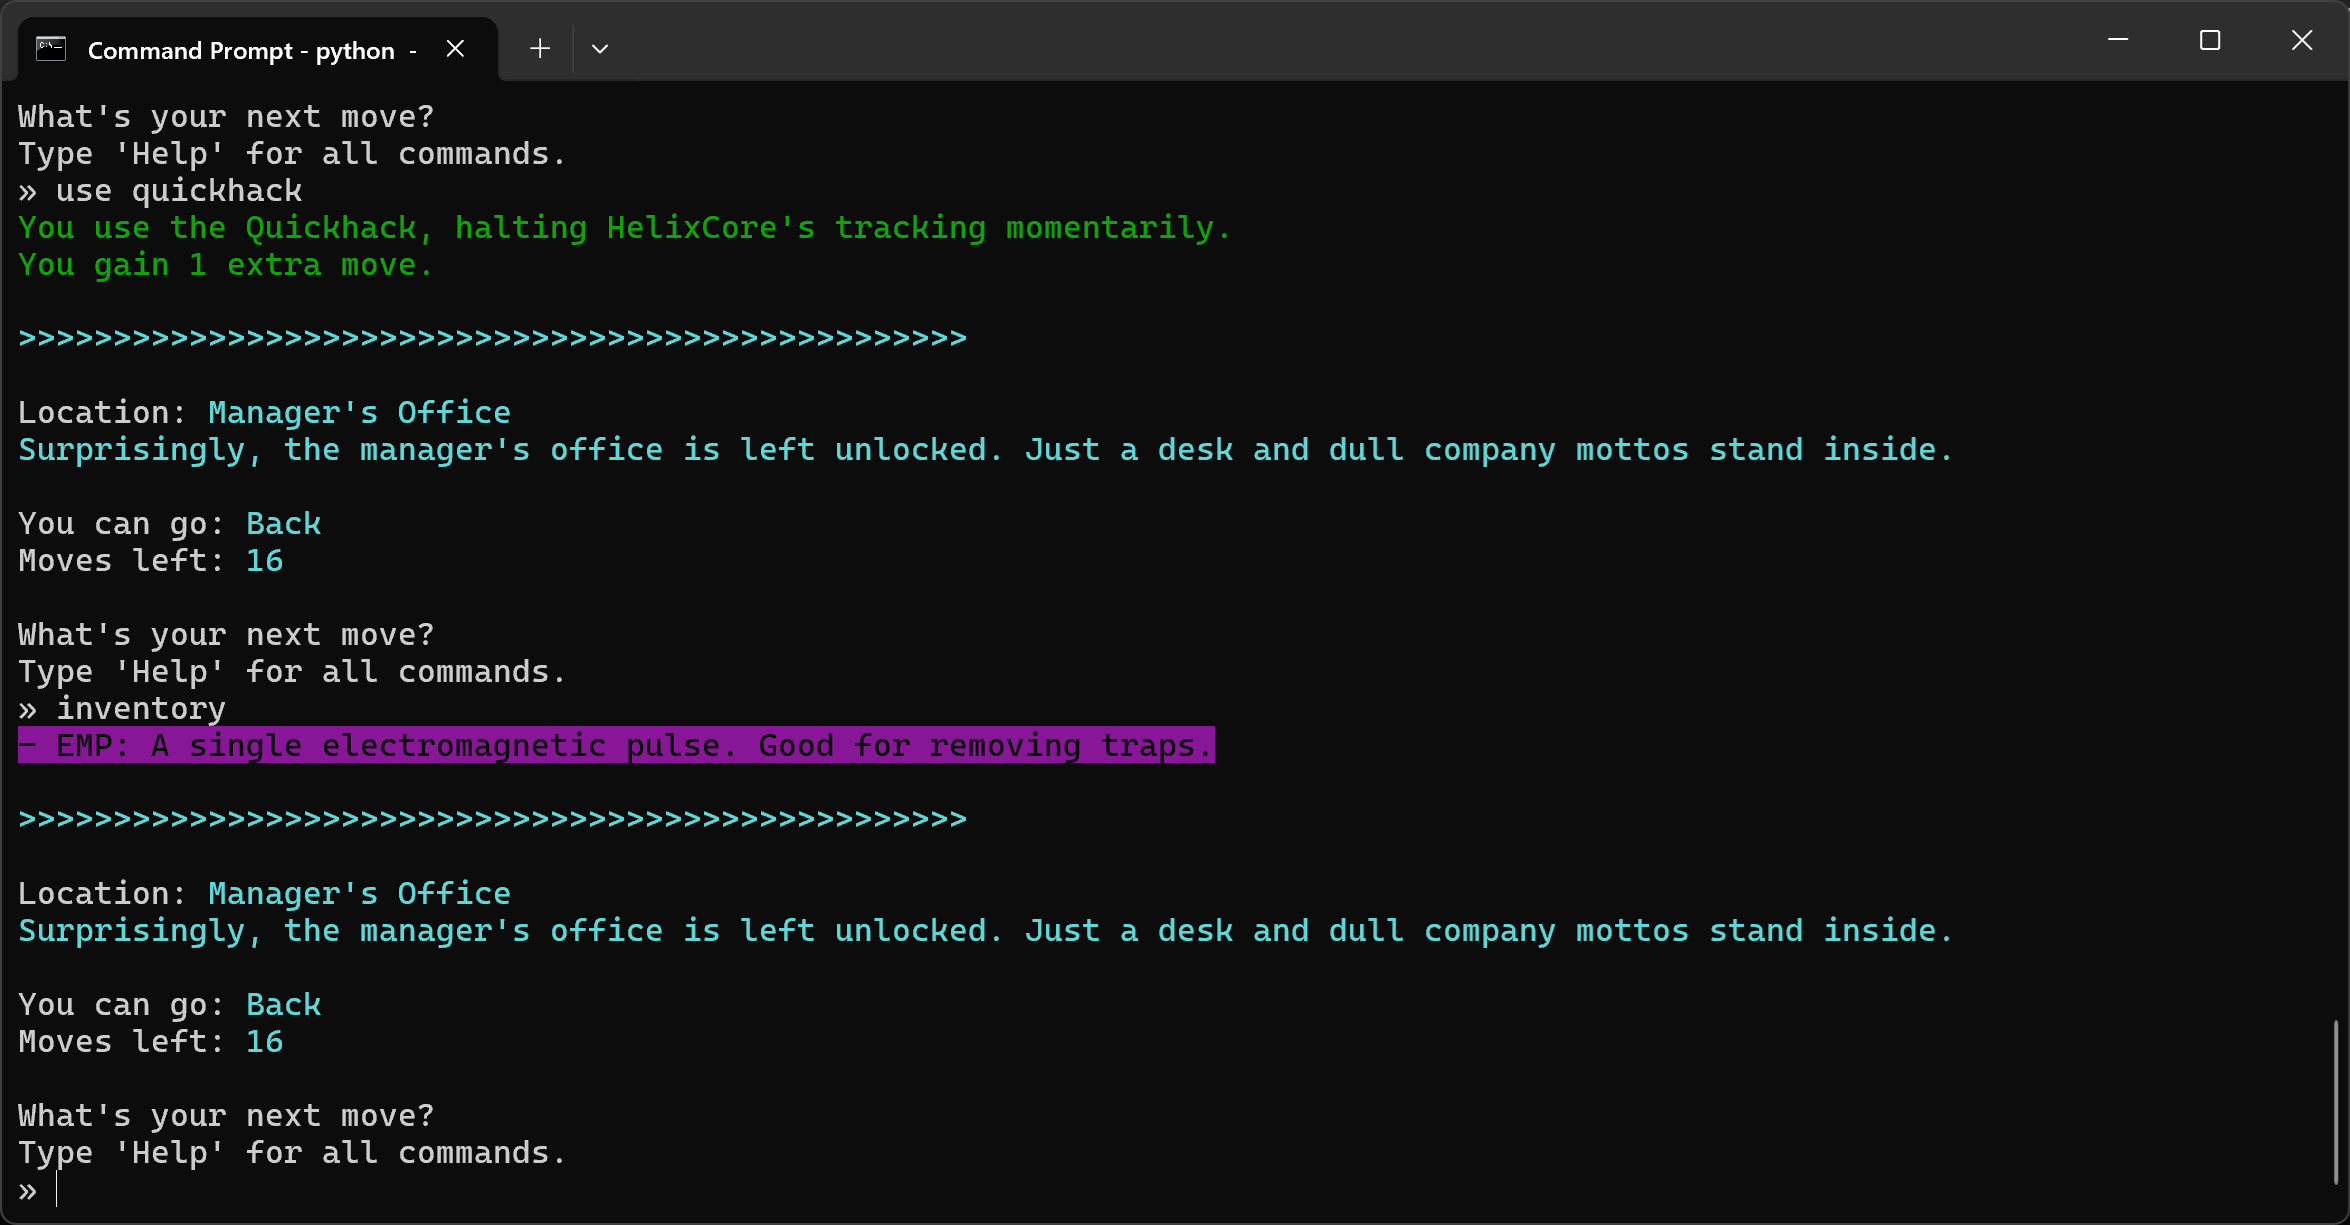 Command Prompt - python -
What's your next move?
Type 'Help' for all commands.
» use quickhack
You use the Quickhack, halting HelixCore's tracking momentarily.
You gain 1 extra move.
>>>>>>>>>>>>>>>>>>>>>>>>>>>>>>>>>>>>>>>>>>>>>>>>>>
Location: Manager's Office
Surprisingly, the manager's office is left unlocked. Just a desk and dull company mottos stand inside.
You can go: Back
Moves left: 16
What's your next move?
Type 'Help' for all commands.
» inventory
- EMP: A single electromagnetic pulse. Good for removing traps.
>>>>>>>>>>>>>>>>>>>>>>>>>>>>>>>>>>>>>>>>>>>>>>>>>>
Location: Manager's Office
Surprisingly, the manager's office is left unlocked. Just a desk and dull company mottos stand inside.
You can go: Back
Moves left: 16
What's your next move?
Type 'Help' for all commands.
»